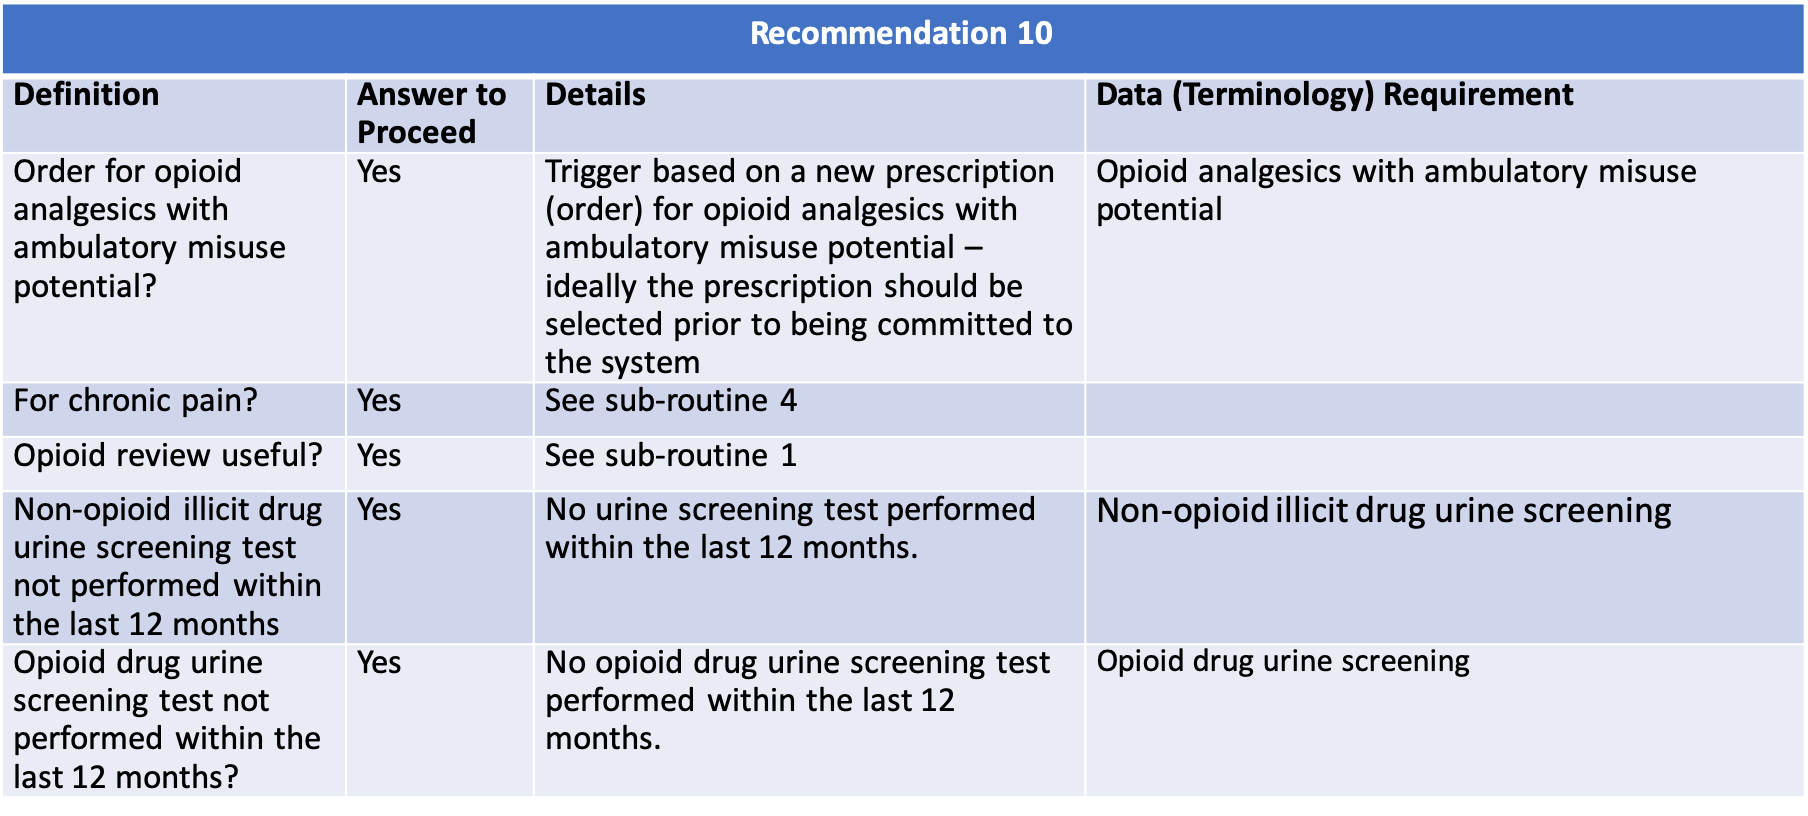 Recommendation 10
Definition
Answer to
Proceed
Details
Data (Terminology) Requirement
Order for opioid
analgesics with
ambulatory misuse
potential?
Yes
Trigger based on a new prescription
(order) for opioid analgesics with
ambulatory misuse potential –
ideally the prescription should be
selected prior to being committed to
the system
Opioid analgesics with ambulatory misuse
potential
For chronic pain?
Yes
See sub-routine 4
Opioid review useful?
Yes
See sub-routine 1
Non-opioid illicit drug
urine screening test
not performed within
the last 12 months
Yes
No urine screening test performed
within the last 12 months.
Non-opioid illicit drug urine screening
Opioid drug urine
screening test not
performed within the
last 12 months?
Yes
No opioid drug urine screening test
performed within the last 12
months.
Opioid drug urine screening